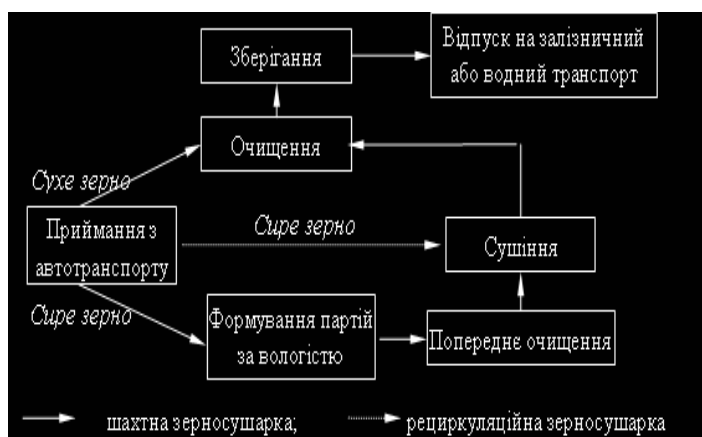 Зберігання
Відпуск на залізничний
або водний транспорт
Очищення
Сухе зерно
Приймання з
автотранспорту
Сире зерно
Сушіння
Сире зерно
Формування партій
за вологістю
Попереднє очищення
шахтна зерносушарка;
рециркуляційна зерносушарка